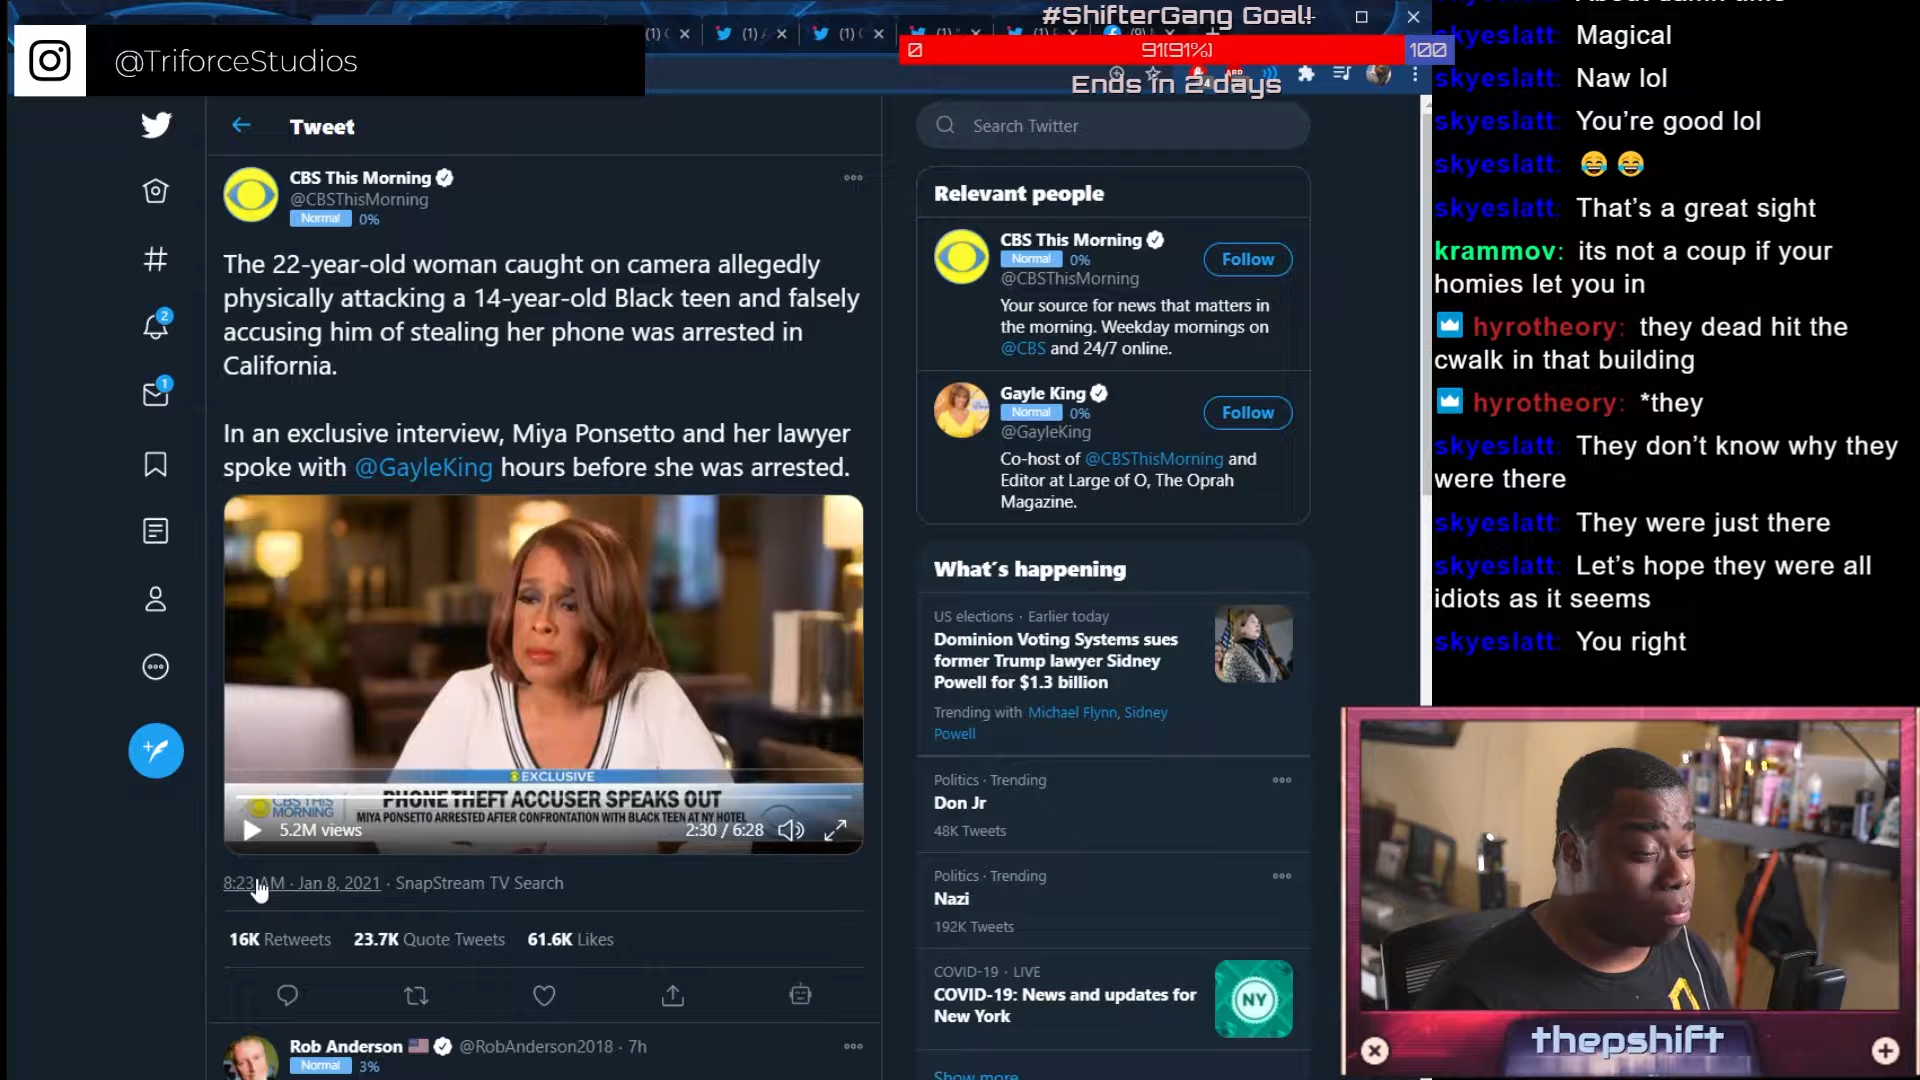 @TriforceStudios
#ShifterGang Goal!
0
91(91%)
100
Ends in 2 days
Tweet
CBS This Morning
@CBSThisMorning
Normal 0%
The 22-year-old woman caught on camera allegedly
physically attacking a 14-year-old Black teen and falsely
accusing him of stealing her phone was arrested in
California.
In an exclusive interview, Miya Ponsetto and her lawyer
spoke with @GayleKing hours before she was arrested.
EXCLUSIVE
CBS THIS
MORNING
PHONE THEFT ACCUSER SPEAKS OUT
MIYA PONSETTO ARRESTED AFTER CONFRONTATION WITH BLACK TEEN AT NY HOTEL
5.2M views
2:30 / 6:28
8:23 AM · Jan 8, 2021 · SnapStream TV Search
16K Retweets 23.7K Quote Tweets 61.6K Likes
Rob Anderson @RobAnderson2018 · 7h
Normal 3%
2
1
Search Twitter
Relevant people
CBS This Morning
Normal 0%
@CBSThisMorning
Follow
Your source for news that matters in
the morning. Weekday mornings on
@CBS and 24/7 online.
Gayle King
Normal 0%
@GayleKing
Follow
Co-host of @CBSThisMorning and
Editor at Large of O, The Oprah
Magazine.
What's happening
US elections · Earlier today
Dominion Voting Systems sues
former Trump lawyer Sidney
Powell for $1.3 billion
Trending with Michael Flynn, Sidney
Powell
Politics · Trending
Don Jr
48K Tweets
Politics · Trending
Nazi
192K Tweets
COVID-19 · LIVE
COVID-19: News and updates for
New York
NY
Show more
skyeslatt: Magical
skyeslatt: Naw lol
skyeslatt: You're good lol
skyeslatt: 😂 😂
skyeslatt: That's a great sight
krammov: its not a coup if your
homies let you in
hyrotheory: they dead hit the
cwalk in that building
hyrotheory: *they
skyeslatt: They don't know why they
were there
skyeslatt: They were just there
skyeslatt: Let's hope they were all
idiots as it seems
skyeslatt: You right
thepshift